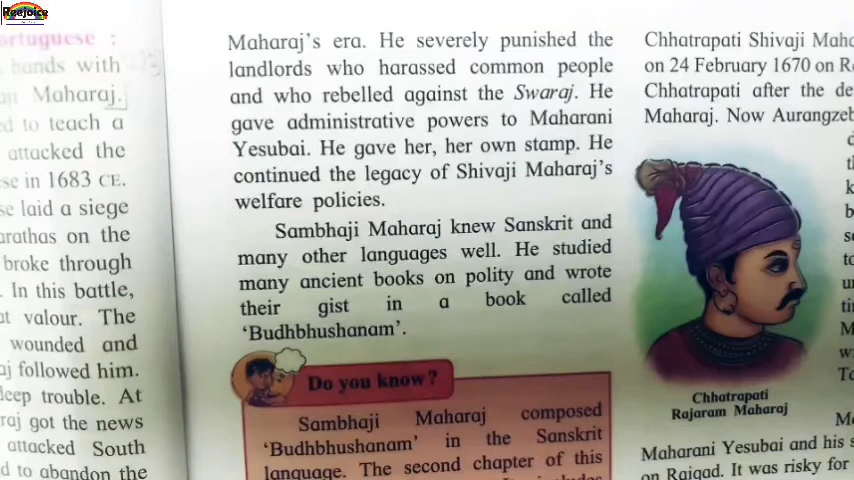 Reejoice
ortuguese :
hands with
Maharaj.
ed to teach a
attacked the
se in 1683 CE.
se laid a siege
arathas on the
broke through
. In this battle,
at valour. The
wounded and
aj followed him.
deep trouble. At
raj got the news
attacked South
d to abandon the
Maharaj's era. He severely punished the
landlords who harassed common people
and who rebelled against the Swaraj. He
gave administrative powers to Maharani
Yesubai. He gave her, her own stamp. He
continued the legacy of Shivaji Maharaj's
welfare policies.
Sambhaji Maharaj knew Sanskrit and
many other languages well. He studied
many ancient books on polity and wrote
their gist in a book called
'Budhbhushanam'.
Do you know?
Sambhaji Maharaj composed
'Budhbhushanam' in the Sanskrit
language. The second chapter of this
Chhatrapati Shivaji Maha
on 24 February 1670 on R
Chhatrapati after the de
Maharaj. Now Aurangzeb
Chhatrapati
Rajaram Maharaj
Maharani Yesubai and his s
on Raigad. It was risky for